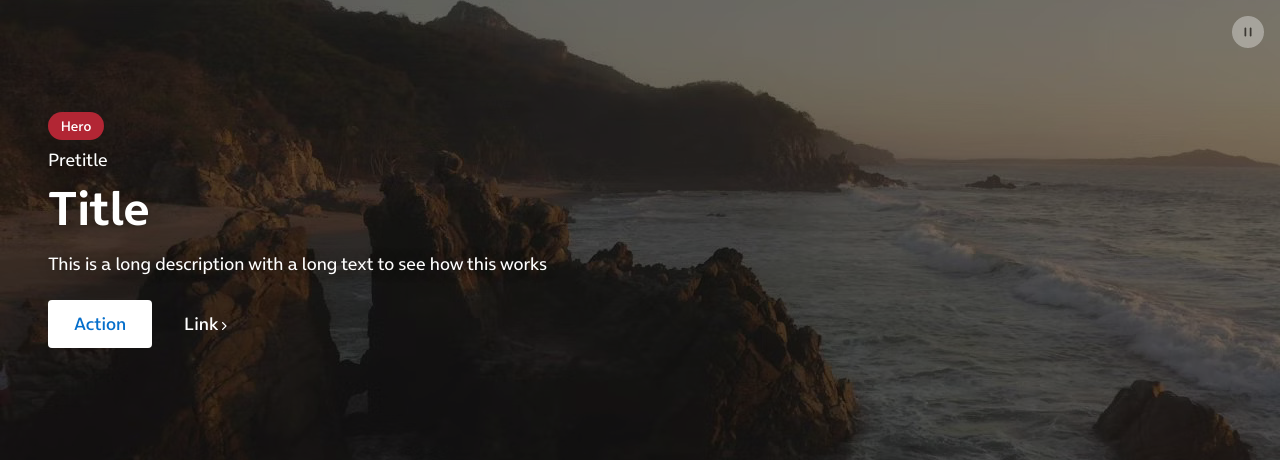 Hero
Pretitle
Title
This is a long description with a long text to see how this works
Action
Link